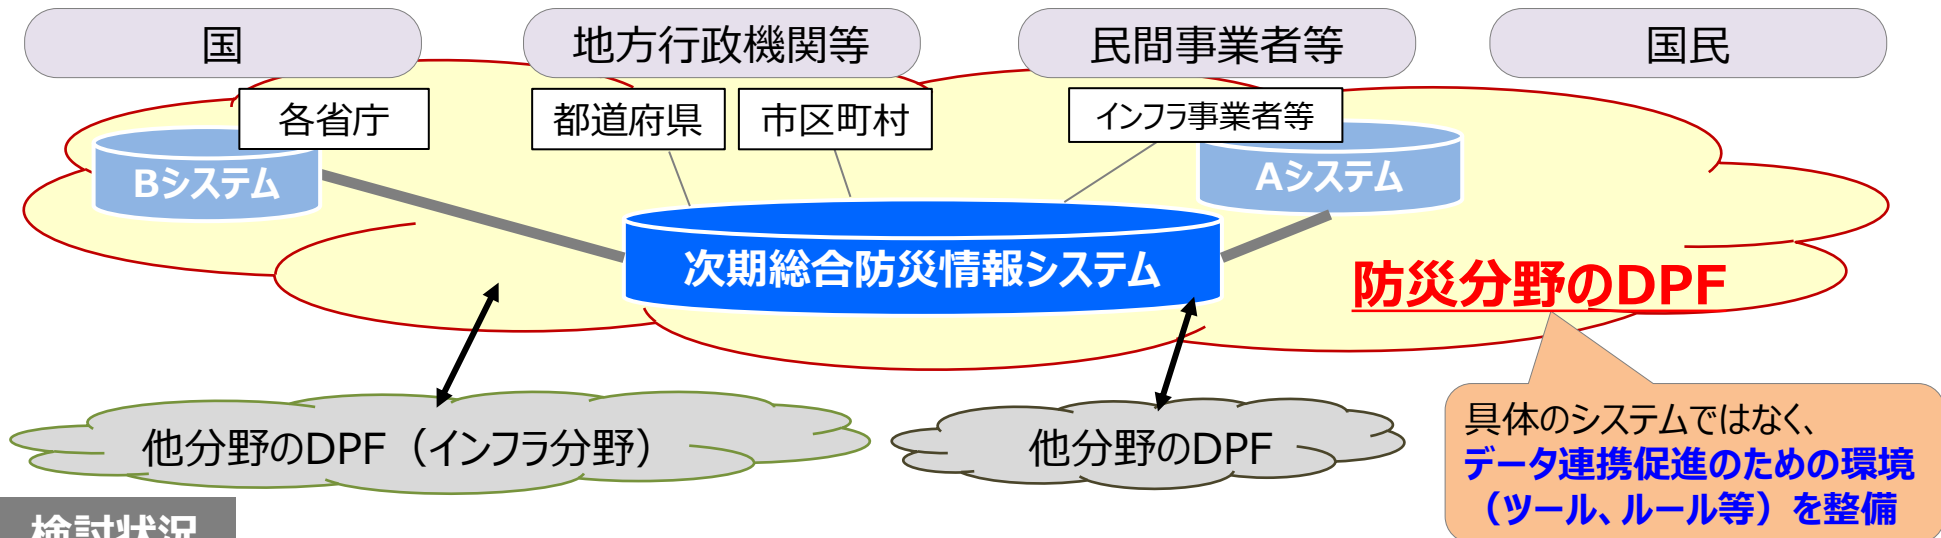 国
地方行政機関等
民間事業者等
国民
各省庁
都道府県
市区町村
インフラ事業者等
Bシステム
Aシステム
次期総合防災情報システム
防災分野のDPF
他分野のDPF（インフラ分野）
他分野のDPF
具体のシステムではなく、
データ連携促進のための環境
（ツール、ルール等）を整備
検討状況